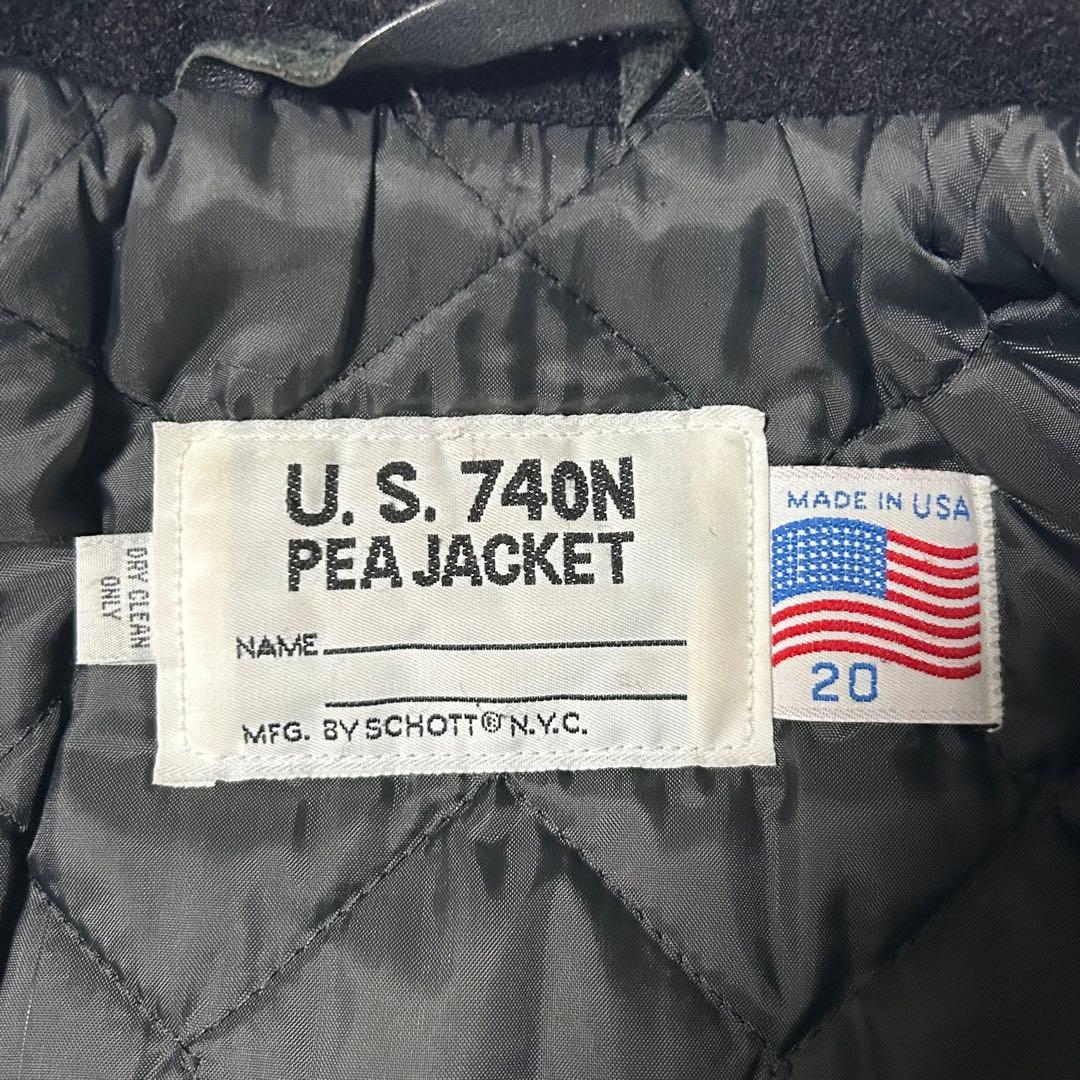 U. S. 740N
PEA JACKET
NAME
MFG. BY SCHOTT® N.Y.C.
DRY CLEAN
ONLY
MADE IN USA
20